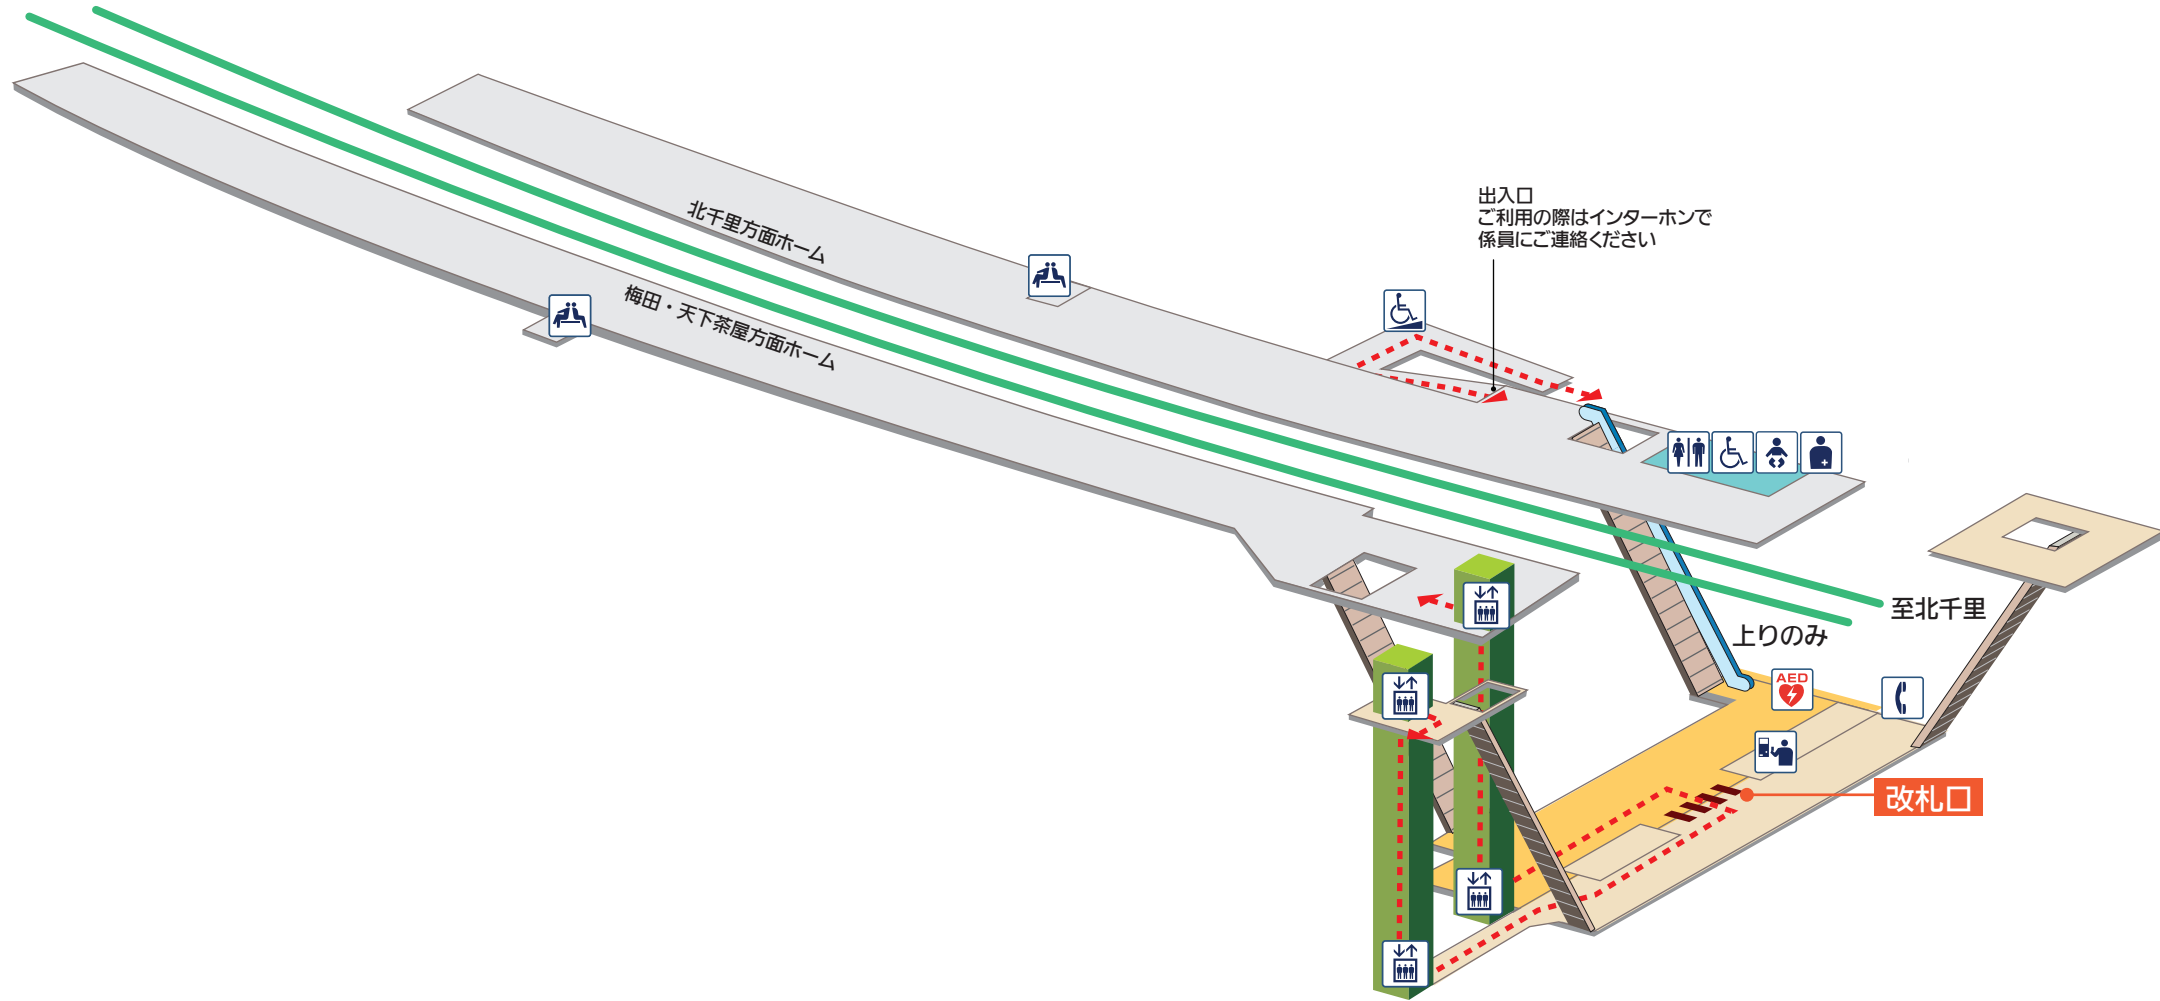 出入口
ご利用の際はインターホンで
係員にご連絡ください
北千里方面ホーム
梅田・天下茶屋方面ホーム
至北千里
上りのみ
AED
改札口